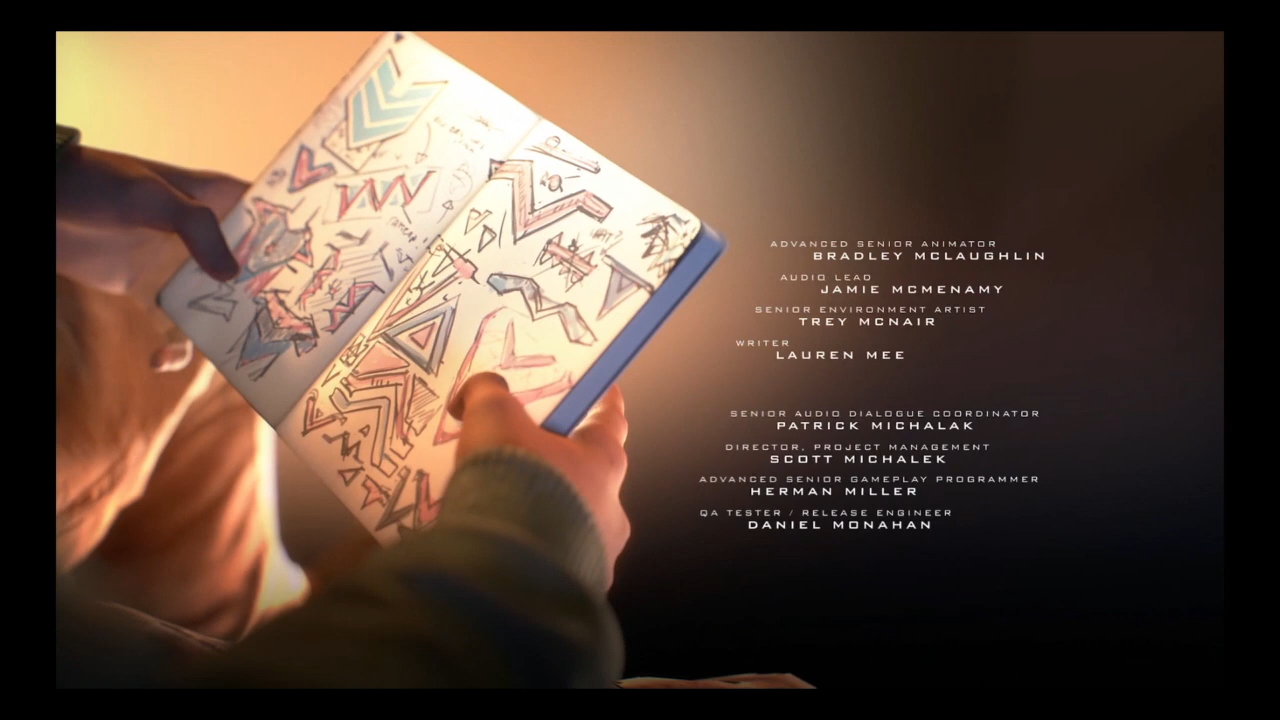 ADVANCED SENIOR ANIMATOR
BRADLEY MCLAUGHLIN
AUDIO LEAD
JAMIE MCMENAMY
SENIOR ENVIRONMENT ARTIST
TREY MCNAIR
WRITER
LAUREN MEE
SENIOR AUDIO DIALOGUE COORDINATOR
PATRICK MICHALAK
DIRECTOR, PROJECT MANAGEMENT
SCOTT MICHALEK
ADVANCED SENIOR GAMEPLAY PROGRAMMER
HERMAN MILLER
QA TESTER / RELEASE ENGINEER
DANIEL MONAHAN